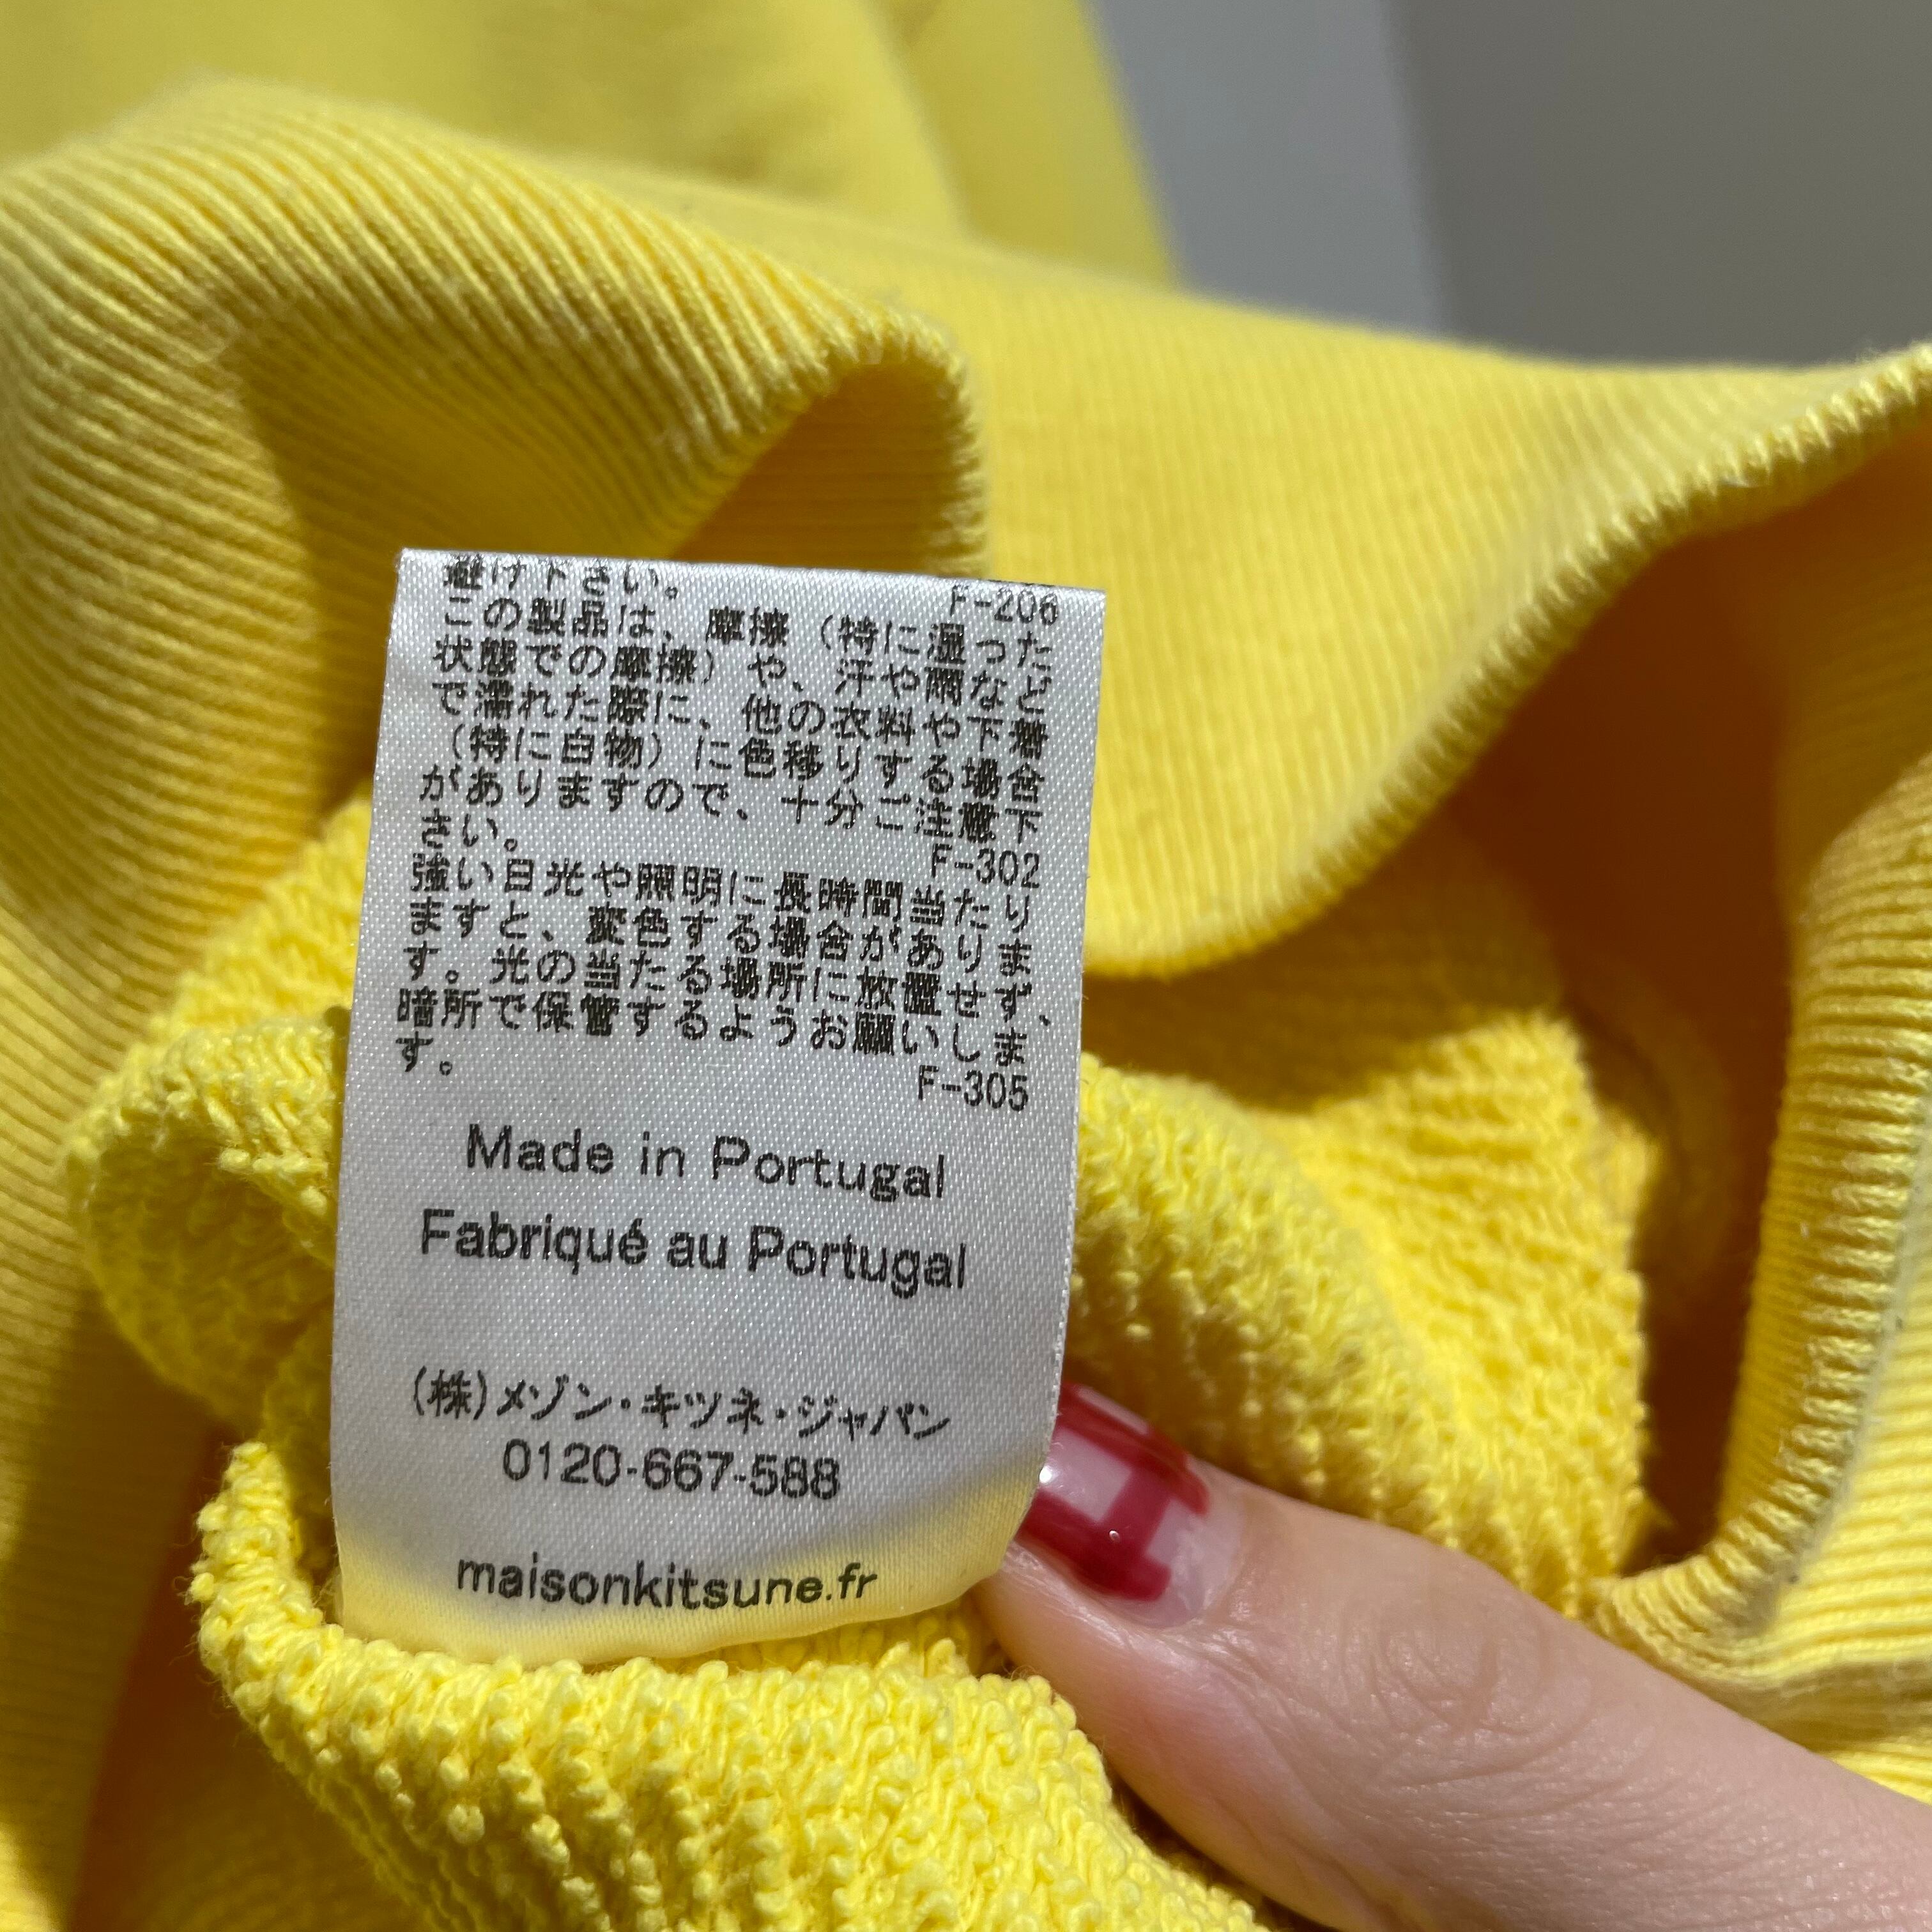 避け下さい。
F-206
この製品は、摩擦（特に湿った
状態での摩擦）や、汗や雨など
で濡れた際に、他の衣料や下着
（特に白物）に色移りする場合
がありますので、十分ご注意下
さい。
F-302
強い日光や照明に長時間当たり
ますと、変色する場合がありま
す。光の当たる場所に放置せず、
暗所で保管するようお願いしま
す。
F-305
Made in Portugal
Fabriqué au Portugal
(株)メゾン・キツネ・ジャパン
0120-667-588
maisonkitsune.fr